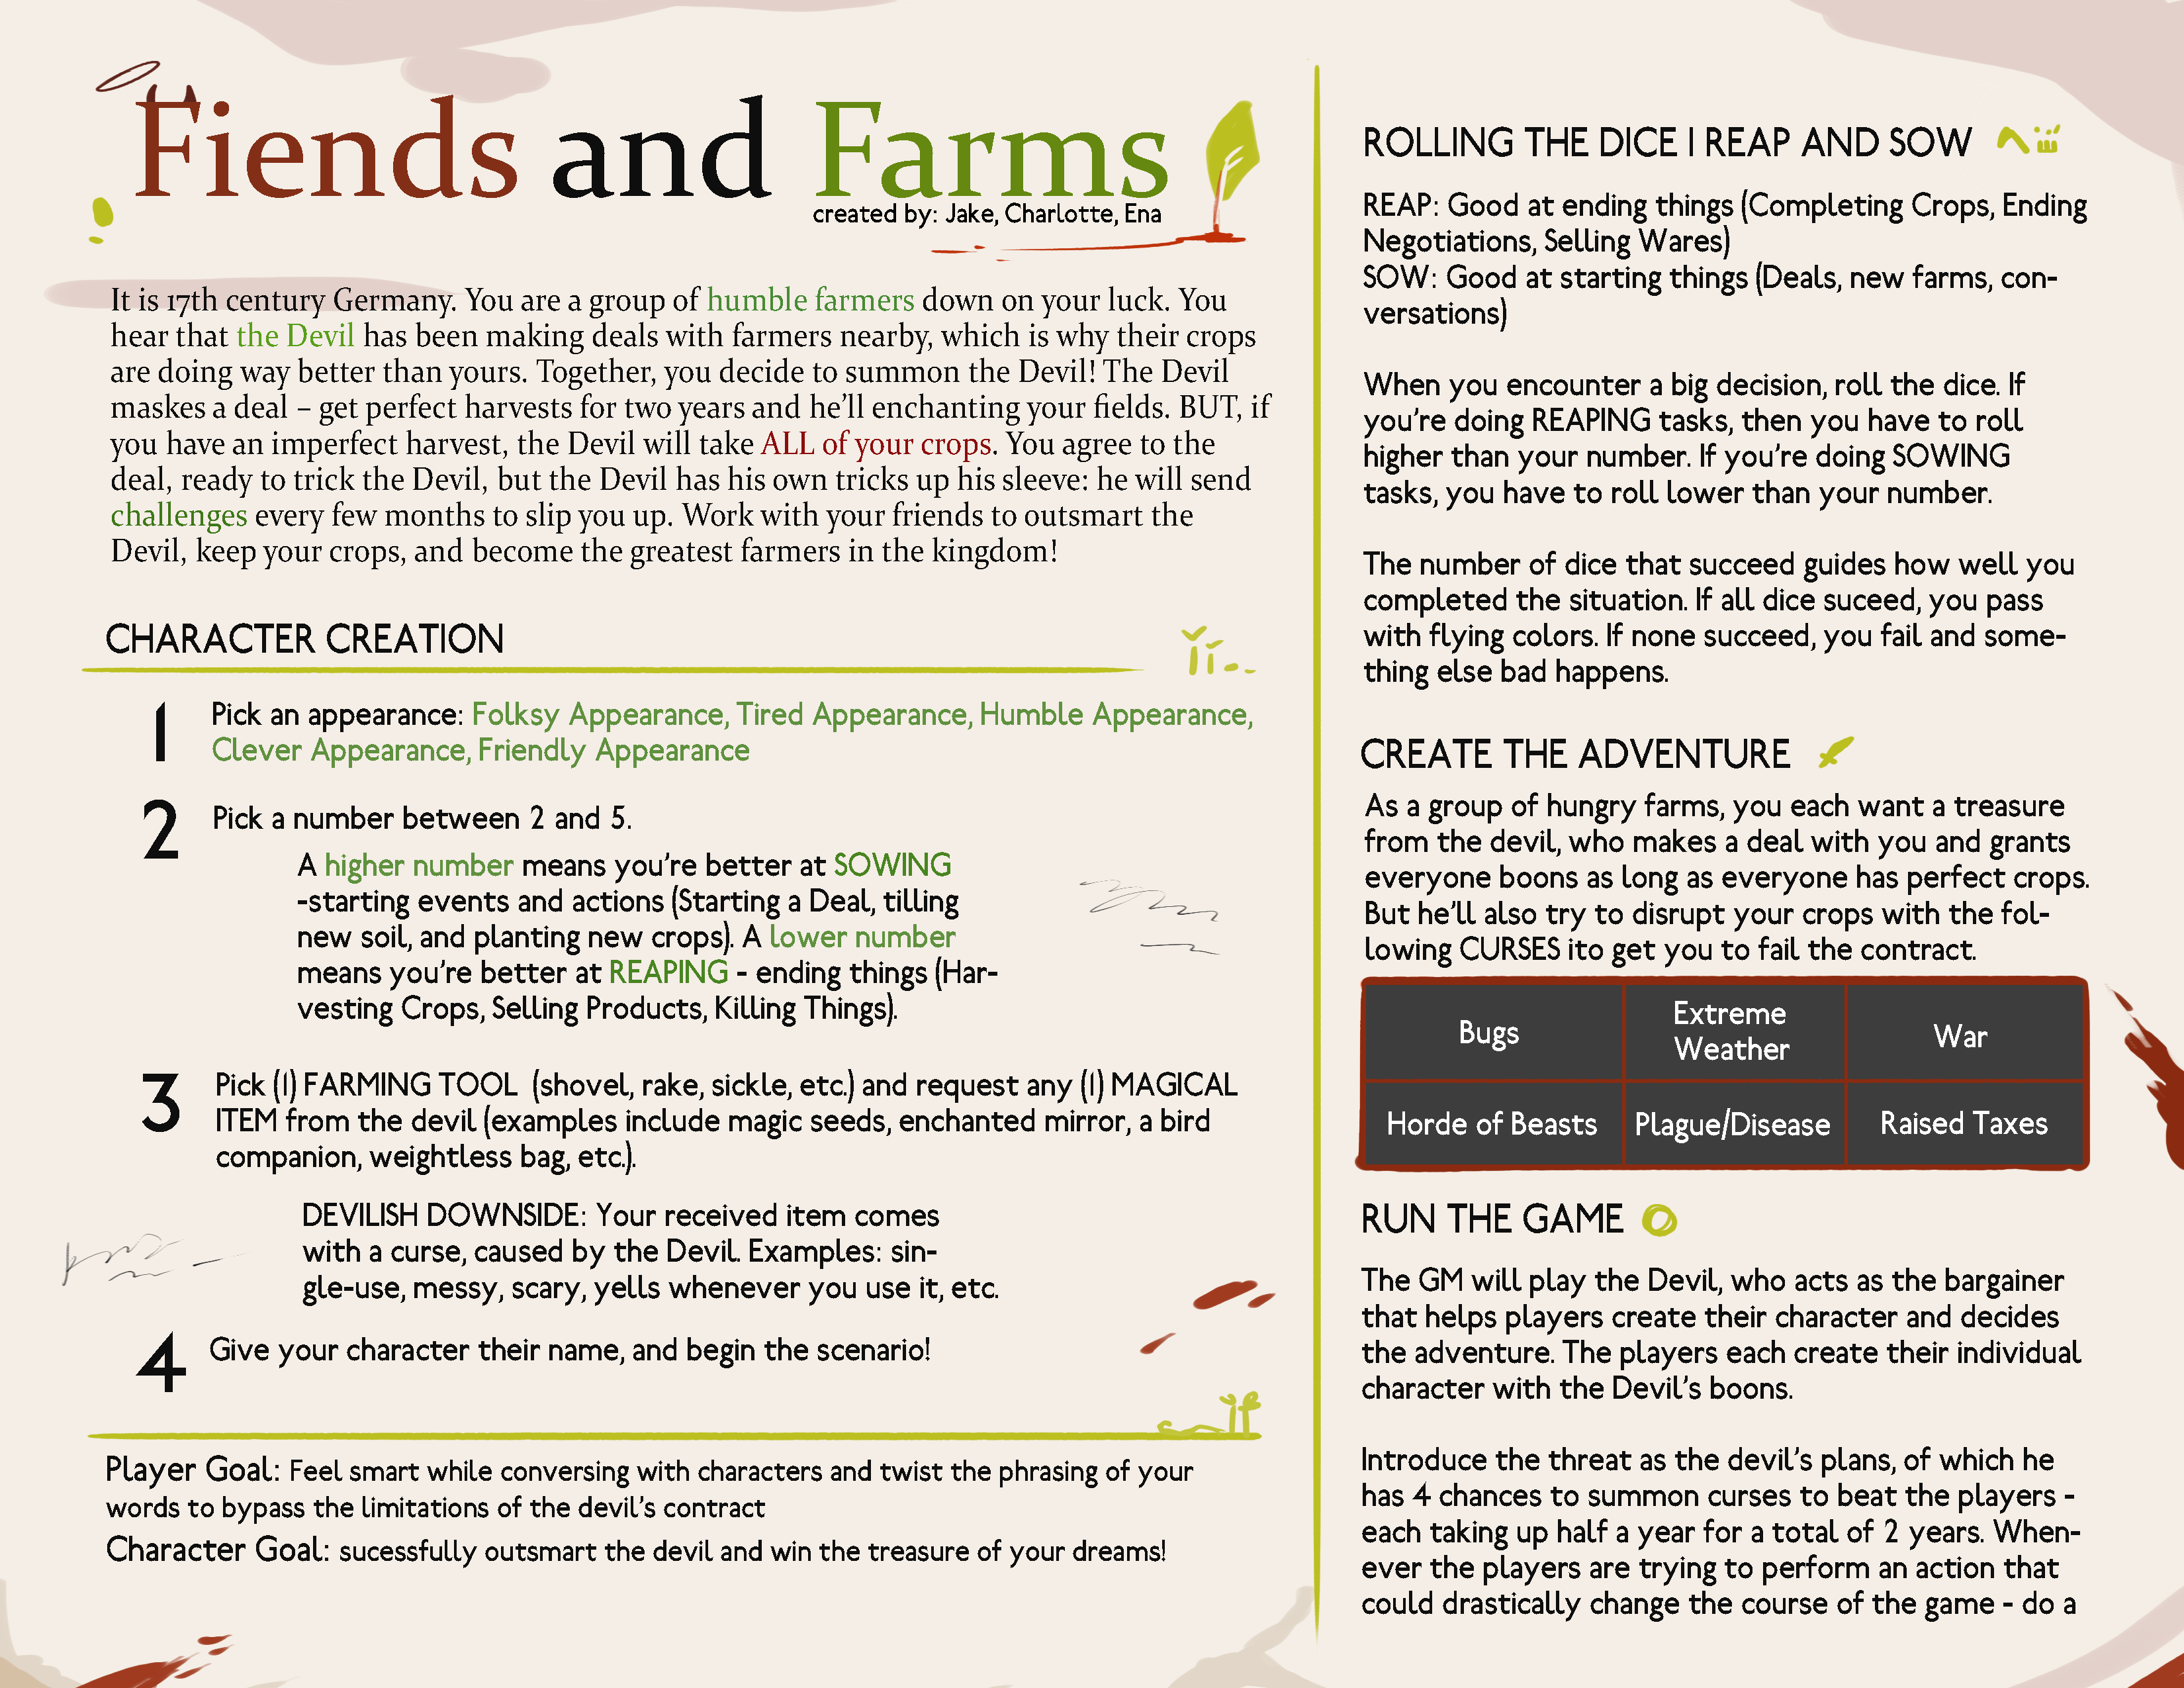 Fiends and Farms
created by: Jake, Charlotte, Ena
It is 17th century Germany. You are a group of humble farmers down on your luck. You
hear that the Devil has been making deals with farmers nearby, which is why their crops
are doing way better than yours. Together, you decide to summon the Devil! The Devil
maskes a deal – get perfect harvests for two years and he'll enchanting your fields. BUT, if
you have an imperfect harvest, the Devil will take ALL of your crops. You agree to the
deal, ready to trick the Devil, but the Devil has his own tricks up his sleeve: he will send
challenges every few months to slip you up. Work with your friends to outsmart the
Devil, keep your crops, and become the greatest farmers in the kingdom!
CHARACTER CREATION
1
Pick an appearance: Folksy Appearance, Tired Appearance, Humble Appearance,
Clever Appearance, Friendly Appearance
2
Pick a number between 2 and 5.
A higher number means you're better at SOWING
-starting events and actions (Starting a Deal, tilling
new soil, and planting new crops). A lower number
means you're better at REAPING - ending things (Har-
vesting Crops, Selling Products, Killing Things).
3
Pick (1) FARMING TOOL (shovel, rake, sickle, etc.) and request any (1) MAGICAL
ITEM from the devil (examples include magic seeds, enchanted mirror, a bird
companion, weightless bag, etc.).
DEVILISH DOWNSIDE: Your received item comes
with a curse, caused by the Devil. Examples: sin-
gle-use, messy, scary, yells whenever you use it, etc.
4
Give your character their name, and begin the scenario!
Player Goal: Feel smart while conversing with characters and twist the phrasing of your
words to bypass the limitations of the devil's contract
Character Goal: sucessfully outsmart the devil and win the treasure of your dreams!
ROLLING THE DICE I REAP AND SOW
REAP: Good at ending things (Completing Crops, Ending
Negotiations, Selling Wares)
SOW: Good at starting things (Deals, new farms, con-
versations)
When you encounter a big decision, roll the dice. If
you're doing REAPING tasks, then you have to roll
higher than your number. If you're doing SOWING
tasks, you have to roll lower than your number.
The number of dice that succeed guides how well you
completed the situation. If all dice suceed, you pass
with flying colors. If none succeed, you fail and some-
thing else bad happens.
CREATE THE ADVENTURE
As a group of hungry farms, you each want a treasure
from the devil, who makes a deal with you and grants
everyone boons as long as everyone has perfect crops.
But he'll also try to disrupt your crops with the fol-
lowing CURSES ito get you to fail the contract.
Bugs
Extreme
Weather
War
Horde of Beasts
Plague/Disease
Raised Taxes
RUN THE GAME
The GM will play the Devil, who acts as the bargainer
that helps players create their character and decides
the adventure. The players each create their individual
character with the Devil's boons.
Introduce the threat as the devil's plans, of which he
has 4 chances to summon curses to beat the players -
each taking up half a year for a total of 2 years. When-
ever the players are trying to perform an action that
could drastically change the course of the game - do a